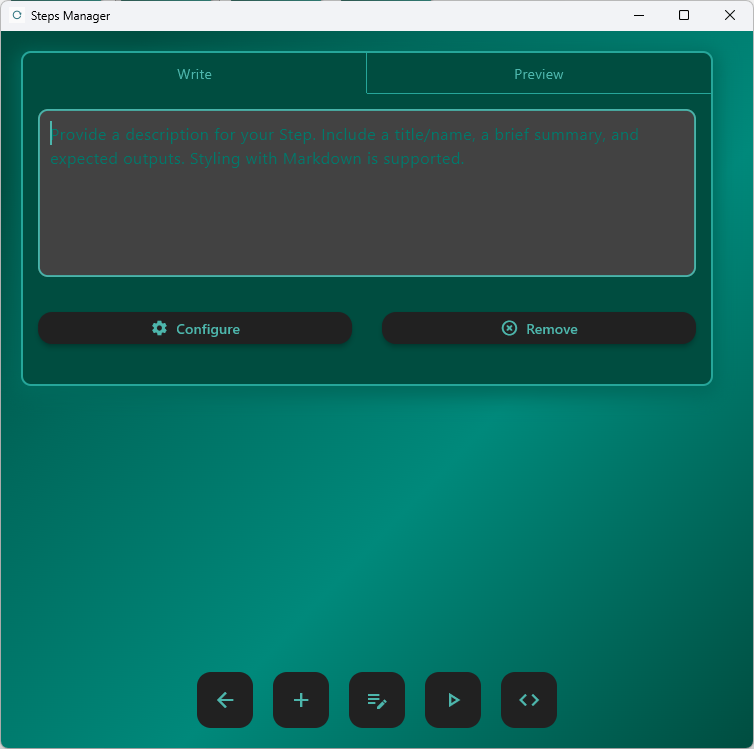 Steps Manager
Write
Preview
Provide a description for your Step. Include a title/name, a brief summary, and
expected outputs. Styling with Markdown is supported.
Configure
Remove